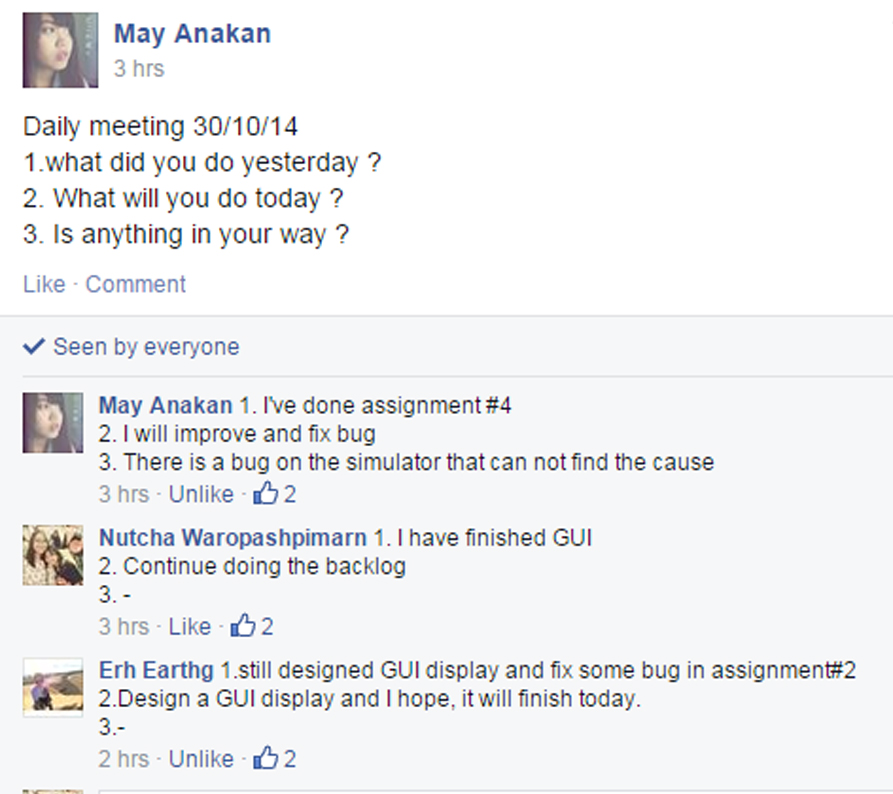 May Anakan
3 hrs
Daily meeting 30/10/14
1.what did you do yesterday ?
2. What will you do today ?
3. Is anything in your way ?
Like · Comment
Seen by everyone
May Anakan 1. I've done assignment #4
2. I will improve and fix bug
3. There is a bug on the simulator that can not find the cause
3 hrs · Unlike · 2
Nutcha Waropashpimarn 1. I have finished GUI
2. Continue doing the backlog
3. -
3 hrs · Like · 2
Erh Earthg 1.still designed GUI display and fix some bug in assignment#2
2.Design a GUI display and I hope, it will finish today.
3.-
2 hrs · Unlike · 2